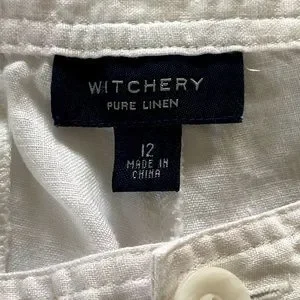 WITCHERY
PURE LINEN
12
MADE IN
CHINA